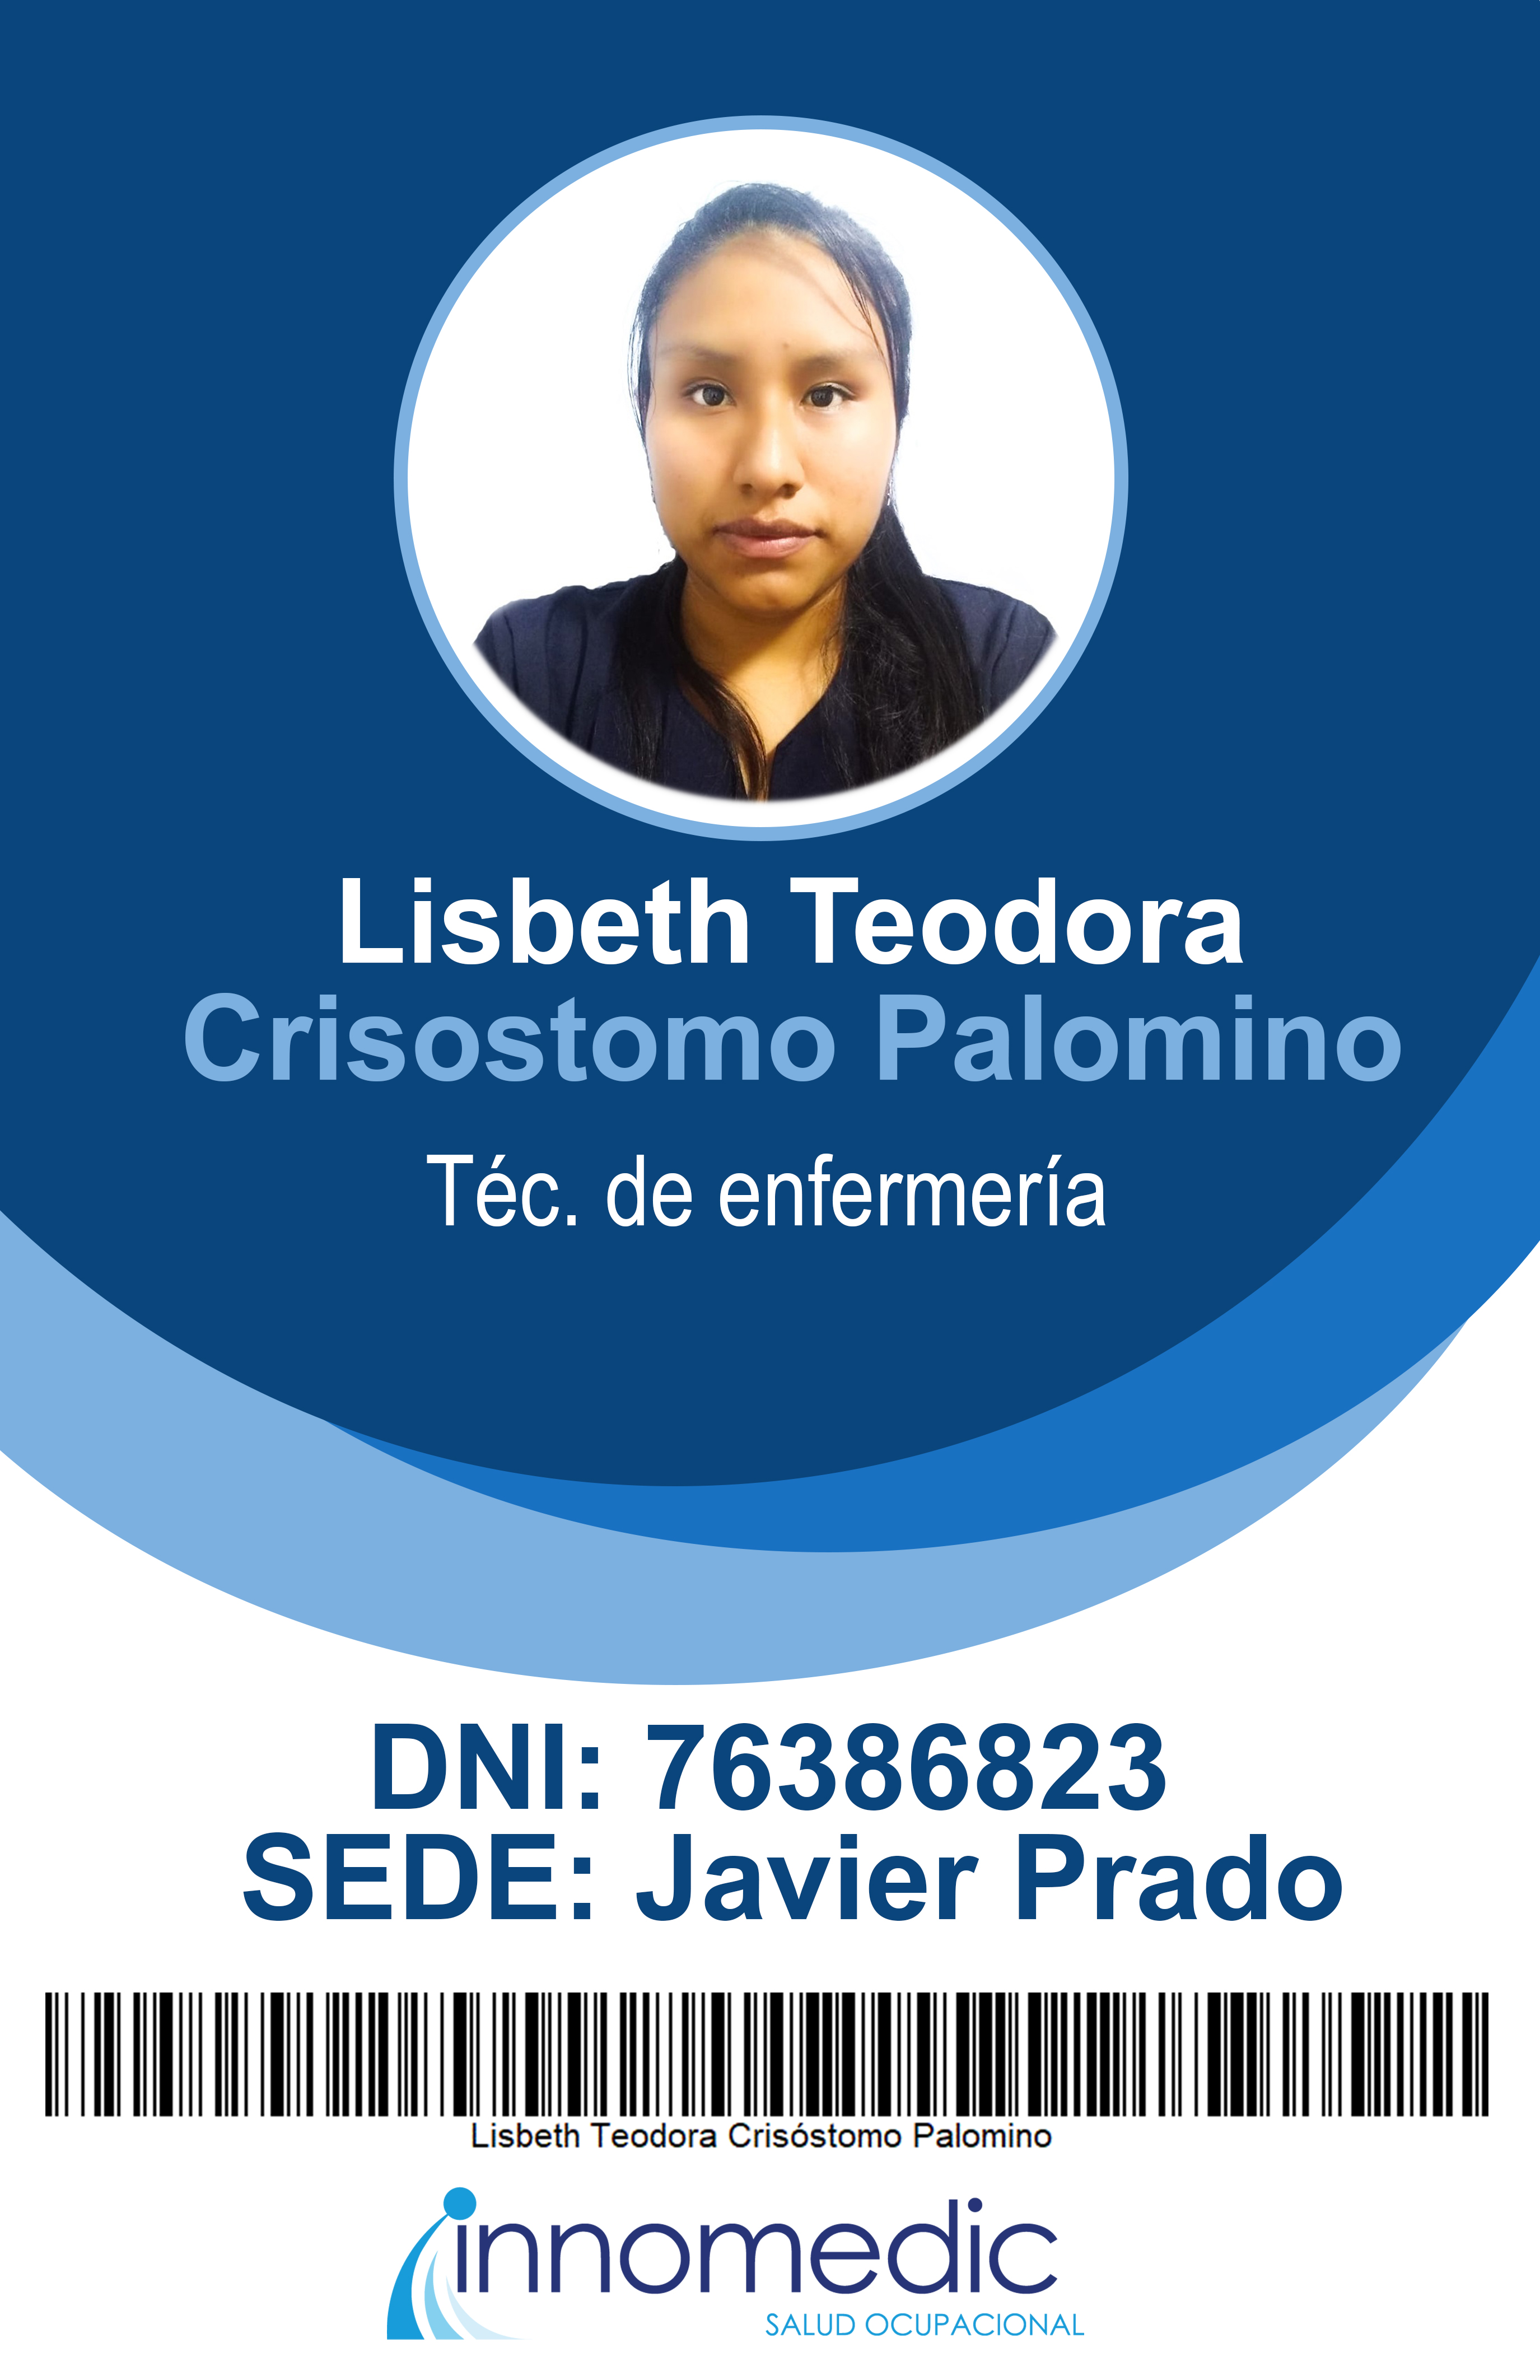 Lisbeth Teodora
Crisostomo Palomino
Téc. de enfermería
DNI: 76386823
SEDE: Javier Prado
Lisbeth Teodora Crisóstomo Palomino
innomedic
SALUD OCUPACIONAL